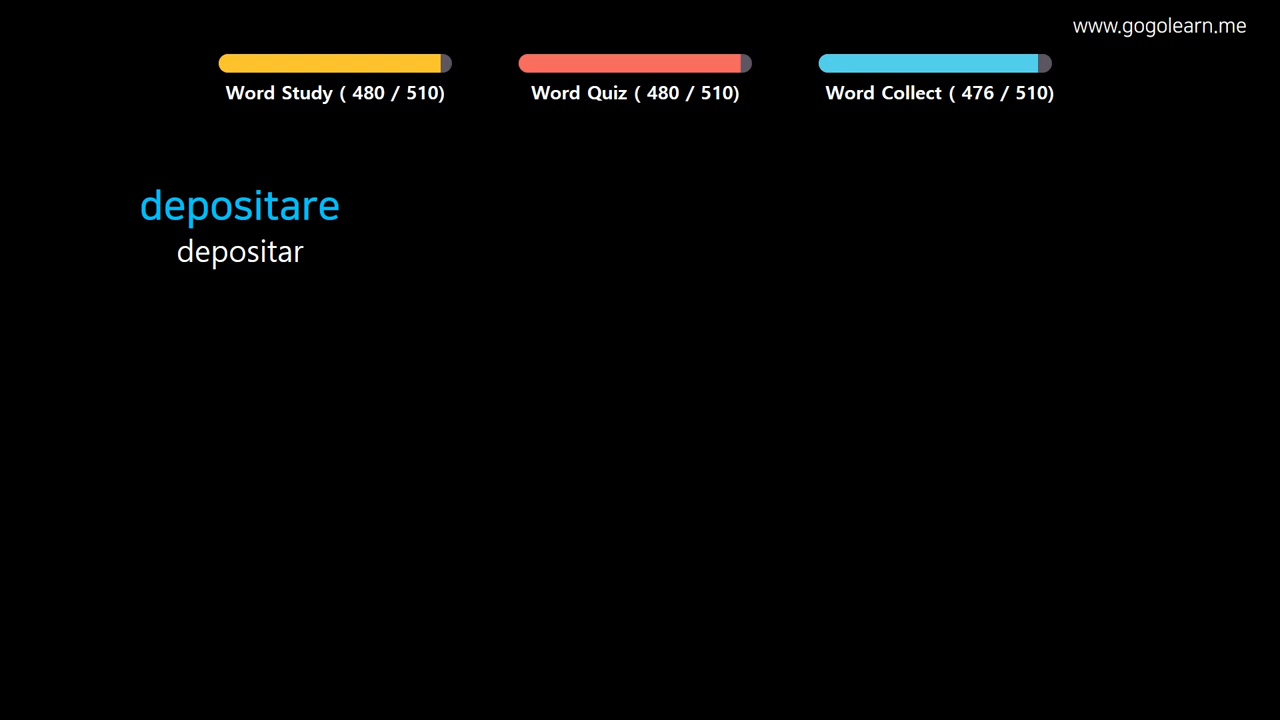 www.gogolearn.me
Word Study ( 480 / 510)
Word Quiz ( 480 / 510)
Word Collect ( 476 / 510)
depositare
depositar